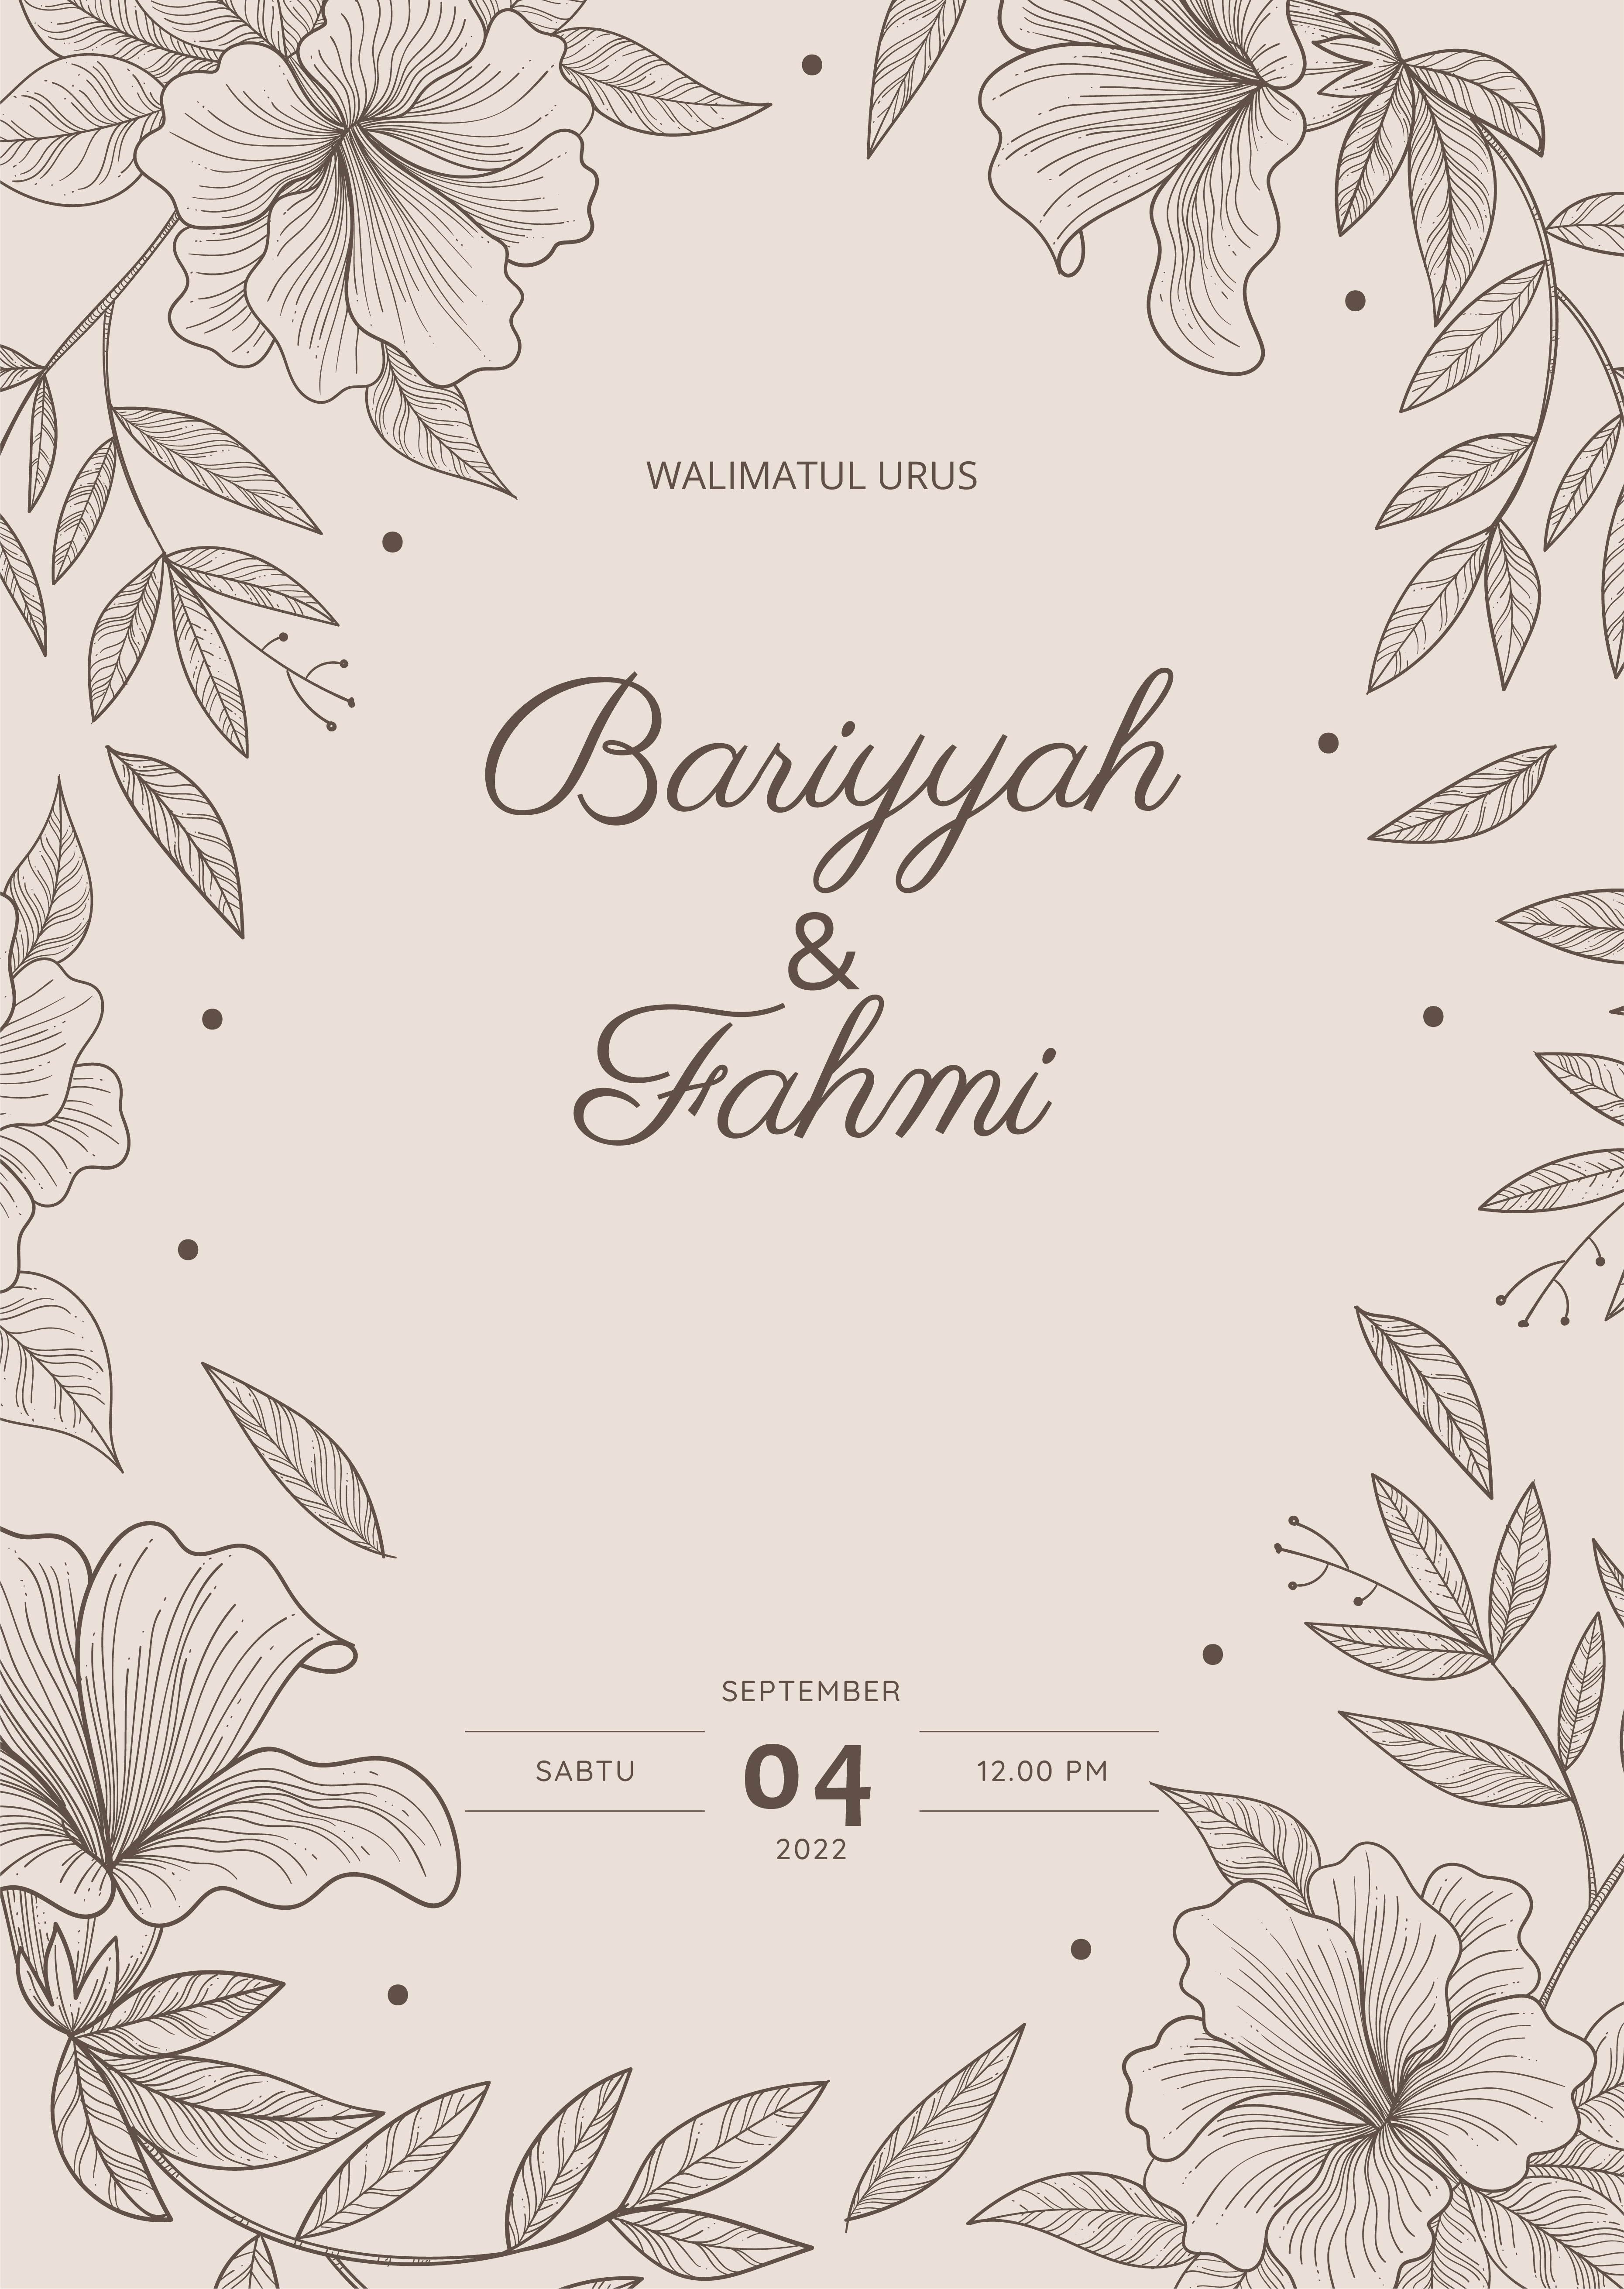 WALIMATUL URUS
Bariyyah
&
Fahmi
SEPTEMBER
SABTU 04 12.00 PM
2022